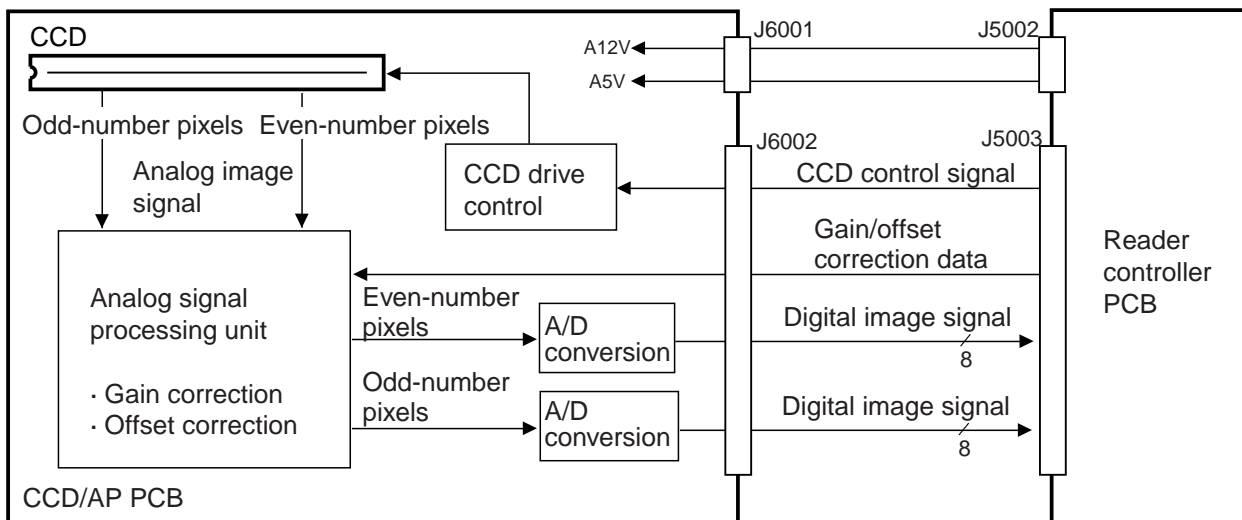 CCD
J6001
J5002
A12V
A5V
Odd-number pixels
Even-number pixels
Analog image
signal
CCD drive
control
J6002
J5003
CCD control signal
Gain/offset
correction data
Reader
controller
PCB
Analog signal
processing unit
· Gain correction
· Offset correction
Even-number
pixels
A/D
conversion
Digital image signal
8
Odd-number
pixels
A/D
conversion
Digital image signal
8
CCD/AP PCB